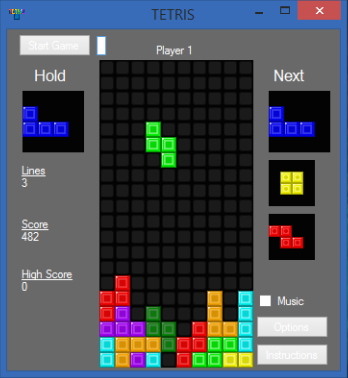 TETRIS
Start Game
Player 1
Hold
Next
Lines
3
Score
482
High Score
0
Music
Options
Instructions